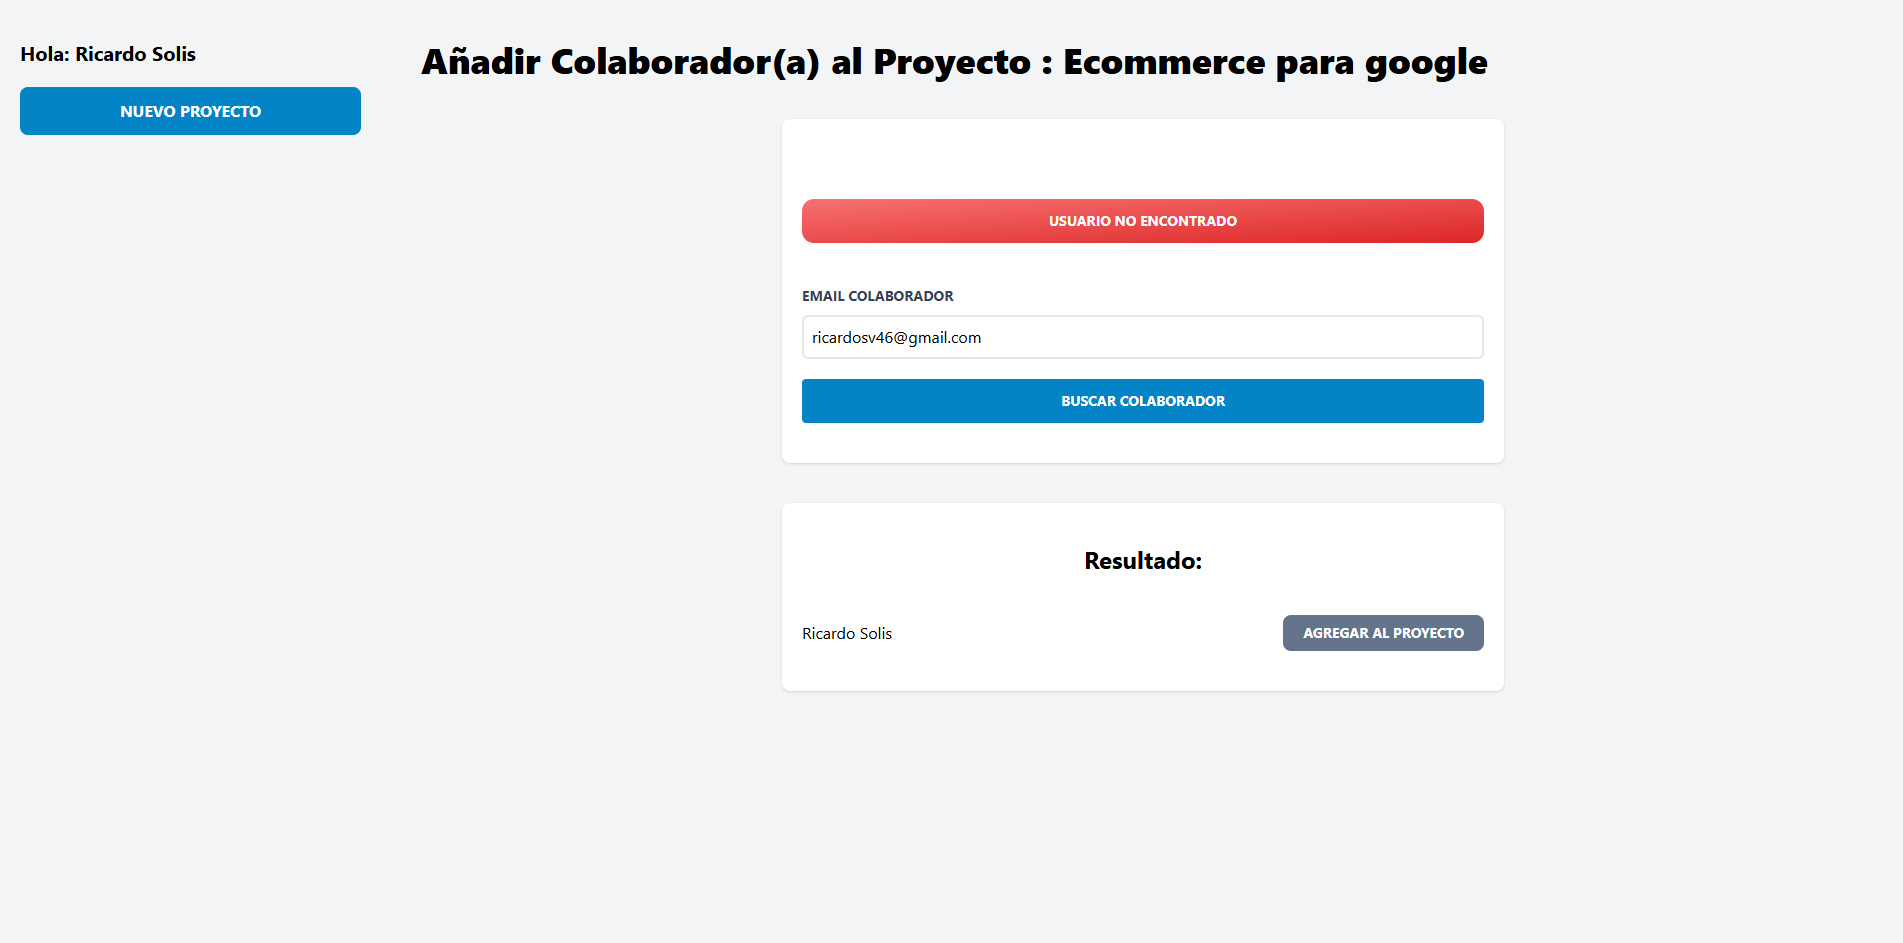 Hola: Ricardo Solis
NUEVO PROYECTO
Añadir Colaborador(a) al Proyecto : Ecommerce para google
USUARIO NO ENCONTRADO
EMAIL COLABORADOR
ricardosv46@gmail.com
BUSCAR COLABORADOR
Resultado:
Ricardo Solis
AGREGAR AL PROYECTO